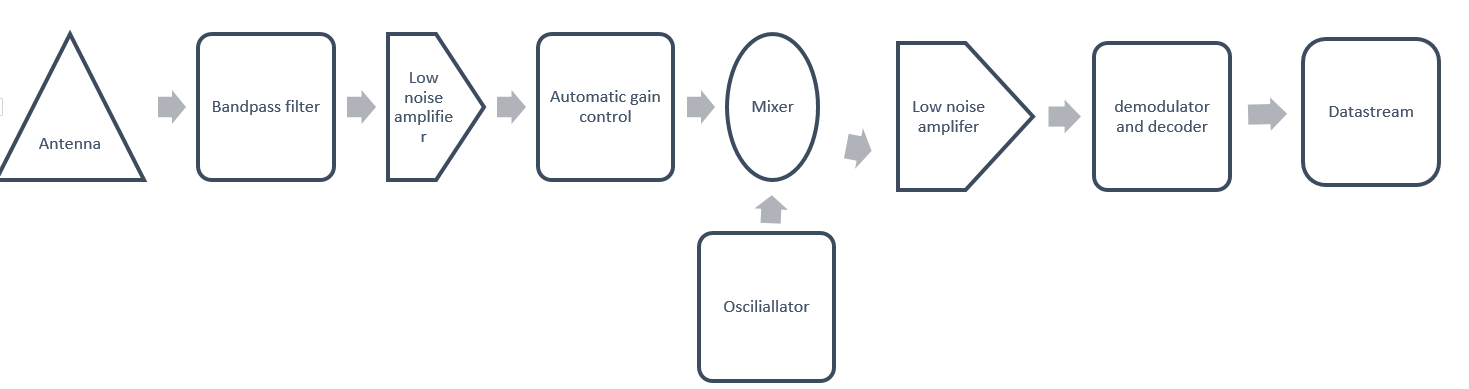 Antenna
Bandpass filter
Low
noise
amplifie
r
Automatic gain
control
Mixer
Low noise
amplifer
demodulator
and decoder
Datastream
Osciliallator